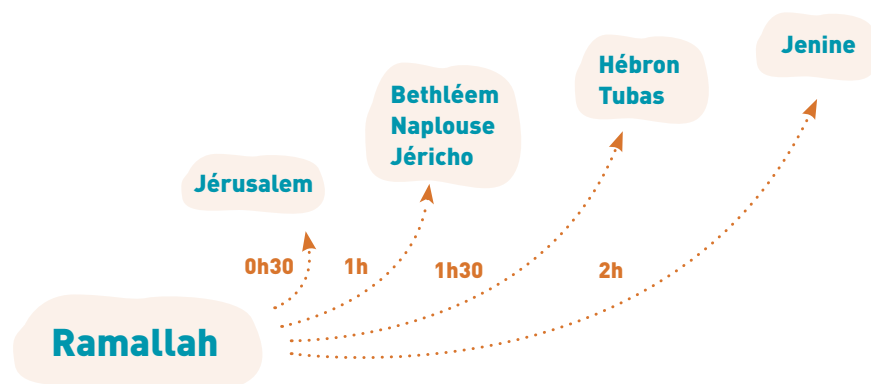 Jenine
Hébron
Tubas
Bethléem
Naplouse
Jéricho
Jérusalem
0h30
1h
1h30
2h
Ramallah